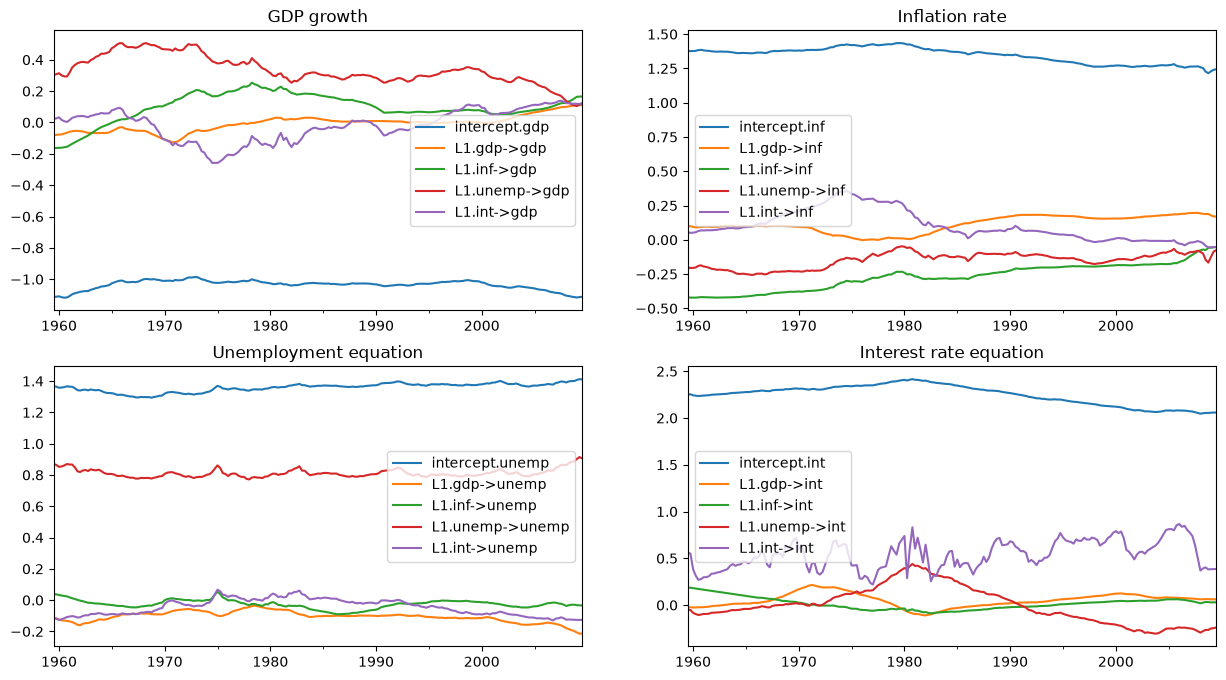 GDP growth
0.4
0.2
0.0
−0.2
−0.4
−0.6
−0.8
−1.0
intercept.gdp
L1.gdp->gdp
L1.inf->gdp
L1.unemp->gdp
L1.int->gdp
1960 1970 1980 1990 2000
Inflation rate
1.50
1.25
1.00
0.75
0.50
0.25
0.00
−0.25
−0.50
intercept.inf
L1.gdp->inf
L1.inf->inf
L1.unemp->inf
L1.int->inf
1960 1970 1980 1990 2000
Unemployment equation
1.4
1.2
1.0
0.8
0.6
0.4
0.2
0.0
−0.2
intercept.unemp
L1.gdp->unemp
L1.inf->unemp
L1.unemp->unemp
L1.int->unemp
1960 1970 1980 1990 2000
Interest rate equation
2.5
2.0
1.5
1.0
0.5
0.0
intercept.int
L1.gdp->int
L1.inf->int
L1.unemp->int
L1.int->int
1960 1970 1980 1990 2000